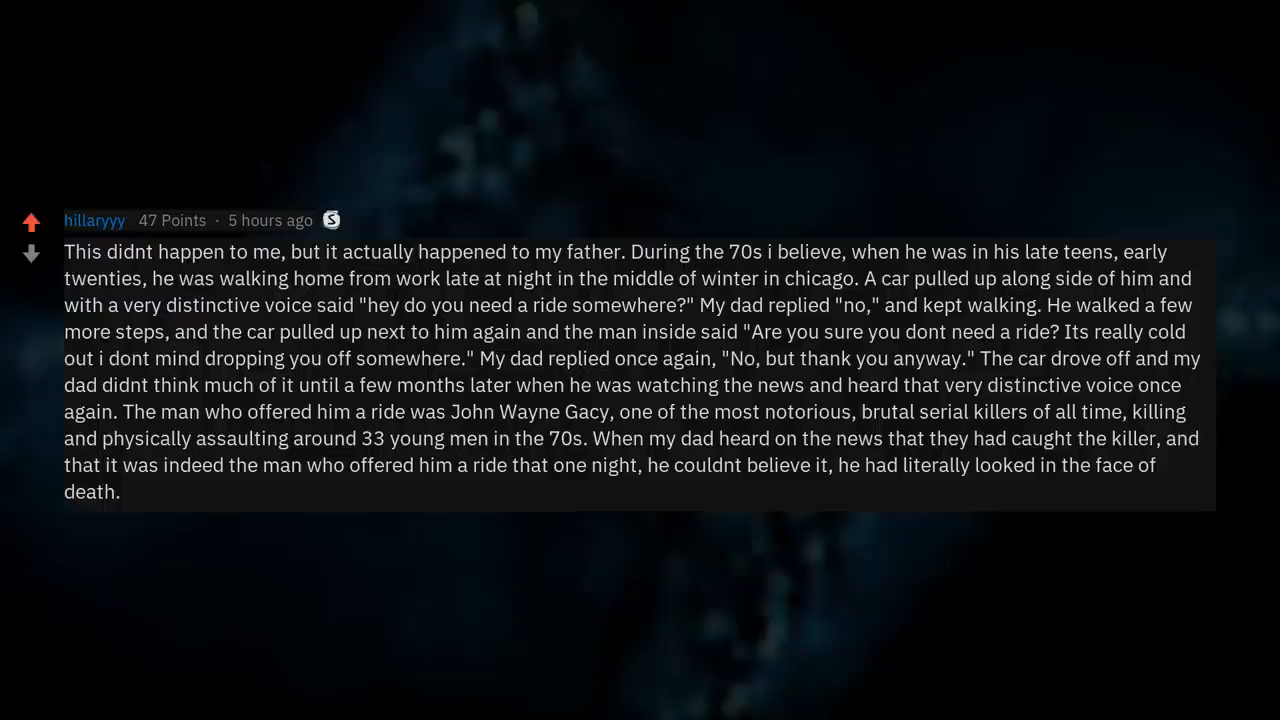 hillaryyy 47 Points · 5 hours ago S
This didnt happen to me, but it actually happened to my father. During the 70s i believe, when he was in his late teens, early
twenties, he was walking home from work late at night in the middle of winter in chicago. A car pulled up along side of him and
with a very distinctive voice said "hey do you need a ride somewhere?" My dad replied "no," and kept walking. He walked a few
more steps, and the car pulled up next to him again and the man inside said "Are you sure you dont need a ride? Its really cold
out i dont mind dropping you off somewhere." My dad replied once again, "No, but thank you anyway." The car drove off and my
dad didnt think much of it until a few months later when he was watching the news and heard that very distinctive voice once
again. The man who offered him a ride was John Wayne Gacy, one of the most notorious, brutal serial killers of all time, killing
and physically assaulting around 33 young men in the 70s. When my dad heard on the news that they had caught the killer, and
that it was indeed the man who offered him a ride that one night, he couldnt believe it, he had literally looked in the face of
death.